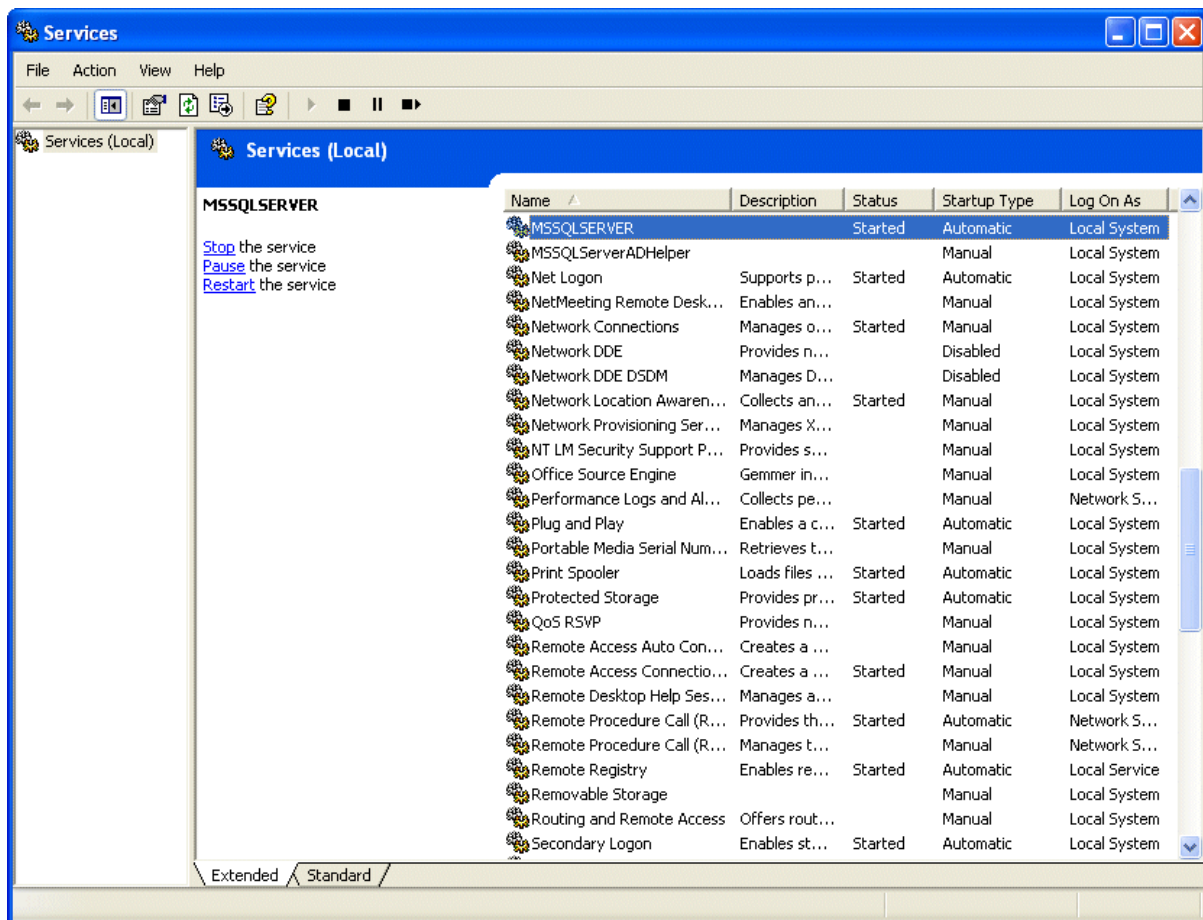 Services
File Action View Help
Services (Local)
Services (Local)
MSSQLSERVER
Stop the service
Pause the service
Restart the service
Name Description Status Startup Type Log On As
MSSQLSERVER Started Automatic Local System
MSSQLServerADHelper Manual Local System
Net Logon Supports p... Started Automatic Local System
NetMeeting Remote Desk... Enables an... Manual Local System
Network Connections Manages o... Started Manual Local System
Network DDE Provides n... Disabled Local System
Network DDE DSDM Manages D... Disabled Local System
Network Location Awaren... Collects an... Started Manual Local System
Network Provisioning Ser... Manages X... Manual Local System
NT LM Security Support P... Provides s... Manual Local System
Office Source Engine Gemmer in... Manual Local System
Performance Logs and Al... Collects pe... Manual Network S...
Plug and Play Enables a c... Started Automatic Local System
Portable Media Serial Num... Retrieves t... Manual Local System
Print Spooler Loads files ... Started Automatic Local System
Protected Storage Provides pr... Started Automatic Local System
QoS RSVP Provides n... Manual Local System
Remote Access Auto Con... Creates a ... Manual Local System
Remote Access Connectio... Creates a ... Started Manual Local System
Remote Desktop Help Ses... Manages a... Manual Local System
Remote Procedure Call (R... Provides th... Started Automatic Network S...
Remote Procedure Call (R... Manages t... Manual Network S...
Remote Registry Enables re... Started Automatic Local Service
Removable Storage Manual Local System
Routing and Remote Access Offers rout... Manual Local System
Secondary Logon Enables st... Started Automatic Local System
Extended Standard